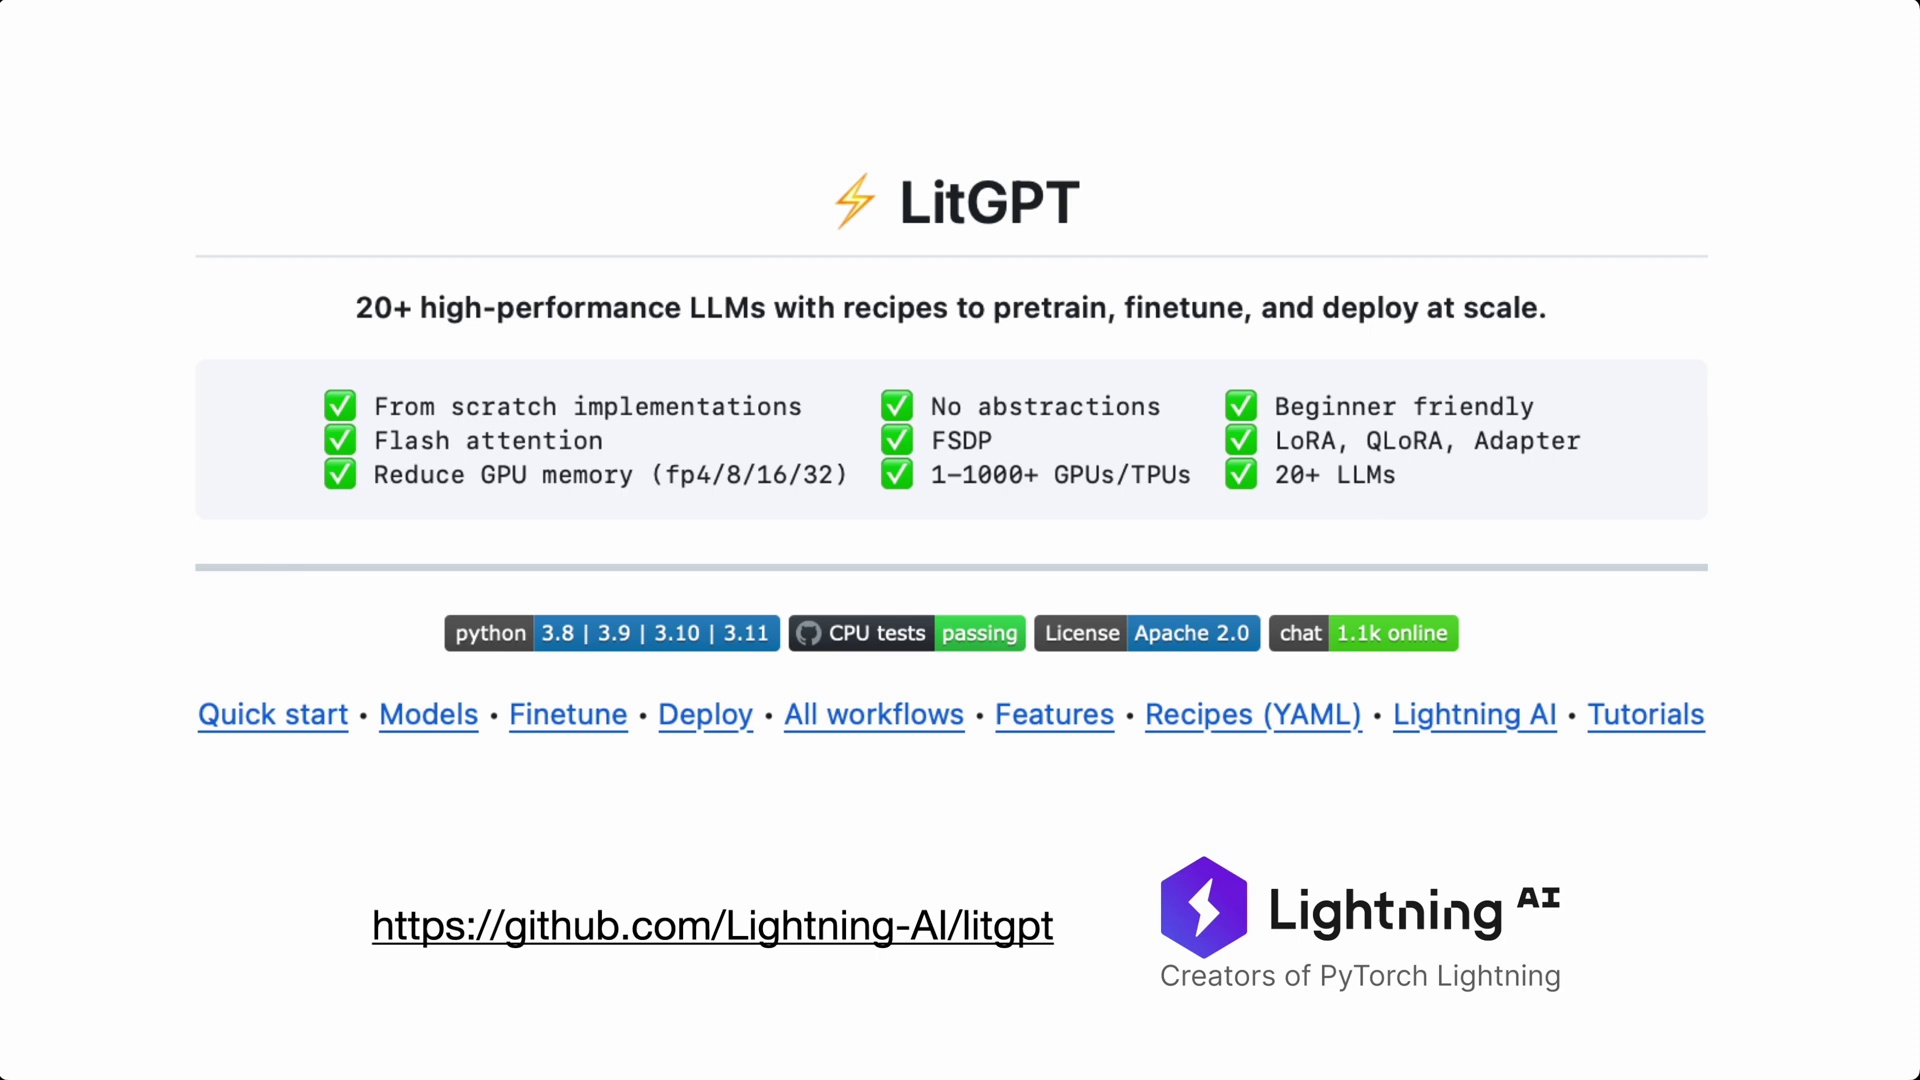 ⚡ LitGPT
20+ high-performance LLMs with recipes to pretrain, finetune, and deploy at scale.
✅ From scratch implementations ✅ No abstractions ✅ Beginner friendly
✅ Flash attention ✅ FSDP ✅ LoRA, QLoRA, Adapter
✅ Reduce GPU memory (fp4/8/16/32) ✅ 1-1000+ GPUs/TPUs ✅ 20+ LLMs
python 3.8 | 3.9 | 3.10 | 3.11 CPU tests passing License Apache 2.0 chat 1.1k online
Quick start • Models • Finetune • Deploy • All workflows • Features • Recipes (YAML) • Lightning AI • Tutorials
https://github.com/Lightning-AI/litgpt
Lightning AI
Creators of PyTorch Lightning